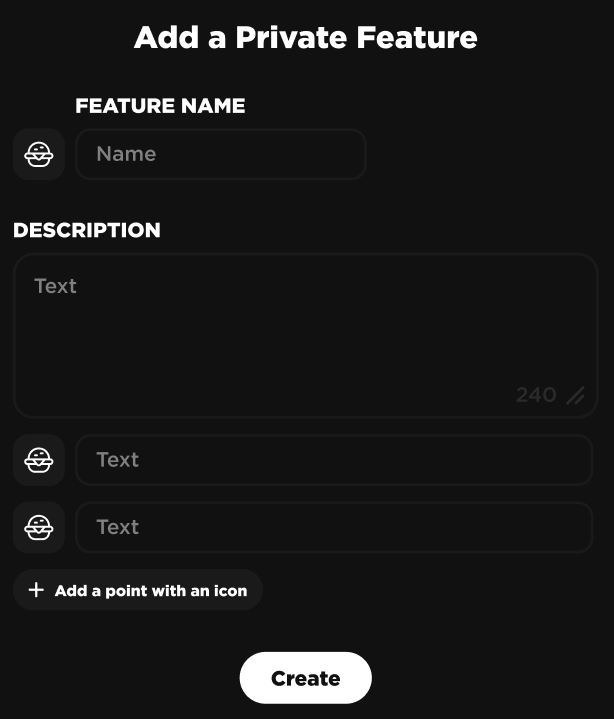 Add a Private Feature
FEATURE NAME
Name
DESCRIPTION
Text
240
Text
Text
+ Add a point with an icon
Create